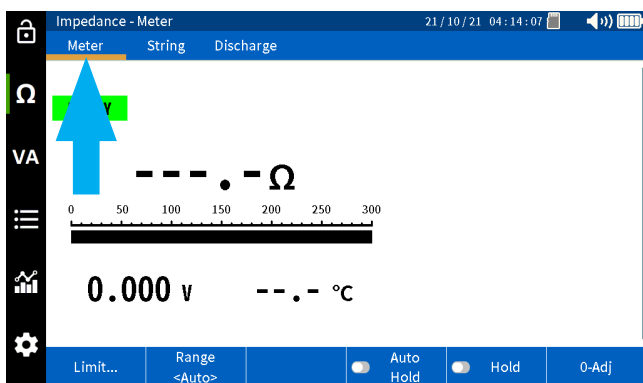 Impedance - Meter 21/10/21 04:14:07
Meter String Discharge
Ω
VA
---.-Ω
0 50 100 150 200 250 300
0.000 V --.- °C
Limit... Range <Auto> Auto Hold Hold 0-Adj